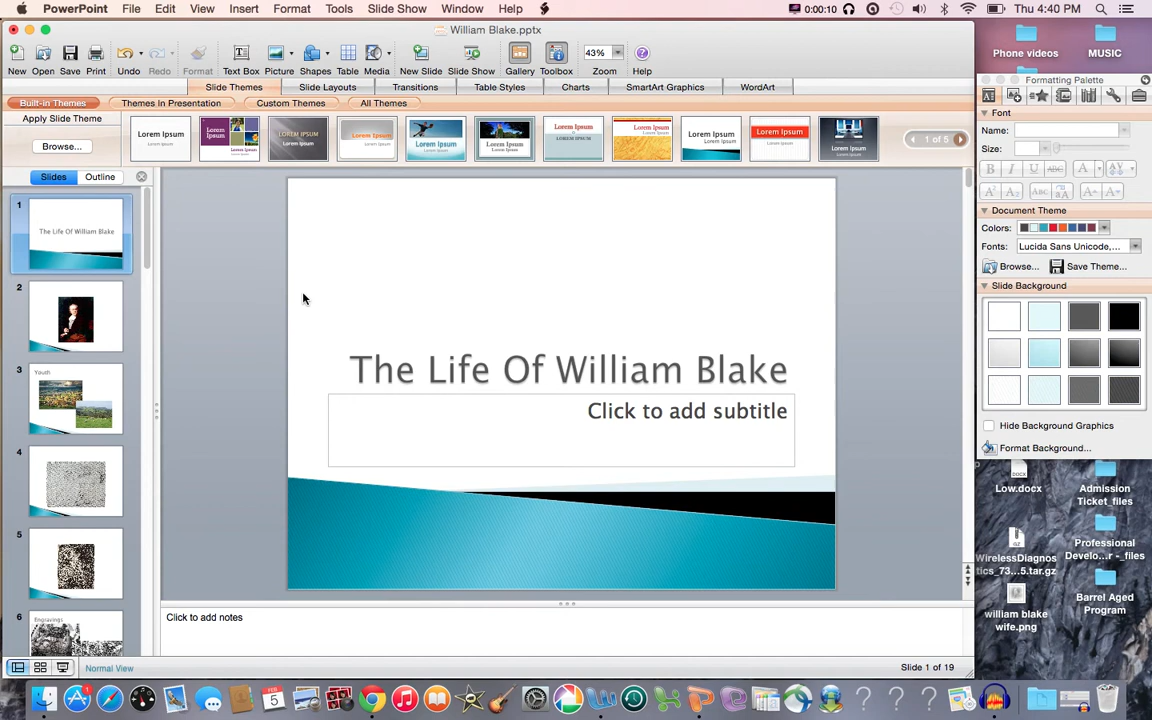 PowerPoint File Edit View Insert Format Tools Slide Show Window Help 0:00:10 Thu 4:40 PM
William Blake.pptx
New Open Save Print Undo Redo Format Text Box Picture Shapes Table Media New Slide Slide Show Gallery Toolbox 43% Zoom Help
Slide Themes Slide Layouts Transitions Table Styles Charts SmartArt Graphics WordArt
Built-in Themes Themes In Presentation Custom Themes All Themes
Apply Slide Theme
Browse...
1 of 5
Slides Outline
1
The Life Of William Blake
2
3
Youth
4
5
6
Engravings
The Life Of William Blake
Click to add subtitle
Click to add notes
Normal View
Slide 1 of 19
Phone videos
MUSIC
Formatting Palette
Font
Name:
Size:
Document Theme
Colors:
Fonts: Lucida Sans Unicode,...
Browse... Save Theme...
Slide Background
Hide Background Graphics
Format Background...
Low.docx
Admission
Ticket_files
WirelessDiagnos
tics_73...5.tar.gz
Professional
Develo...r -_files
william blake
wife.png
Barrel Aged
Program